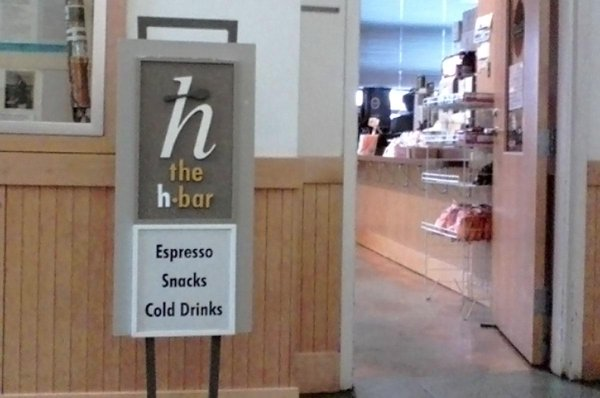 h
the
h·bar
Espresso
Snacks
Cold Drinks